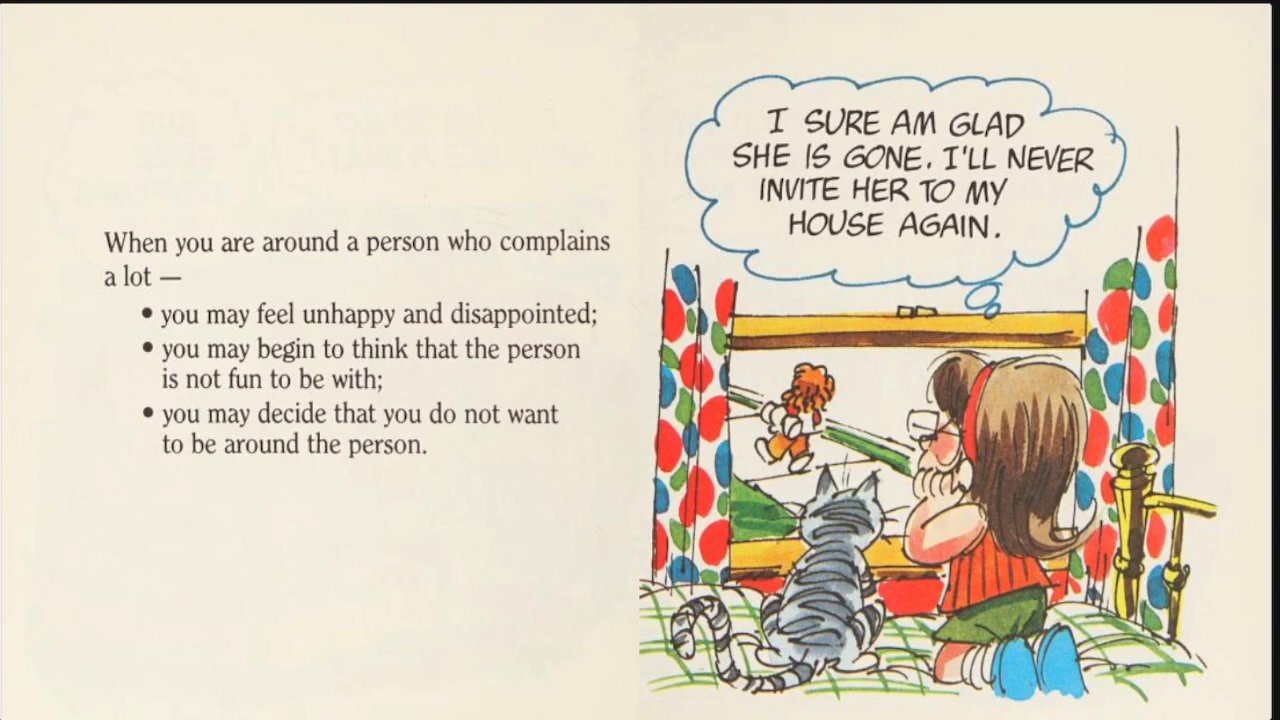 When you are around a person who complains
a lot —
• you may feel unhappy and disappointed;
• you may begin to think that the person
is not fun to be with;
• you may decide that you do not want
to be around the person.
I SURE AM GLAD
SHE IS GONE. I'LL NEVER
INVITE HER TO MY
HOUSE AGAIN.